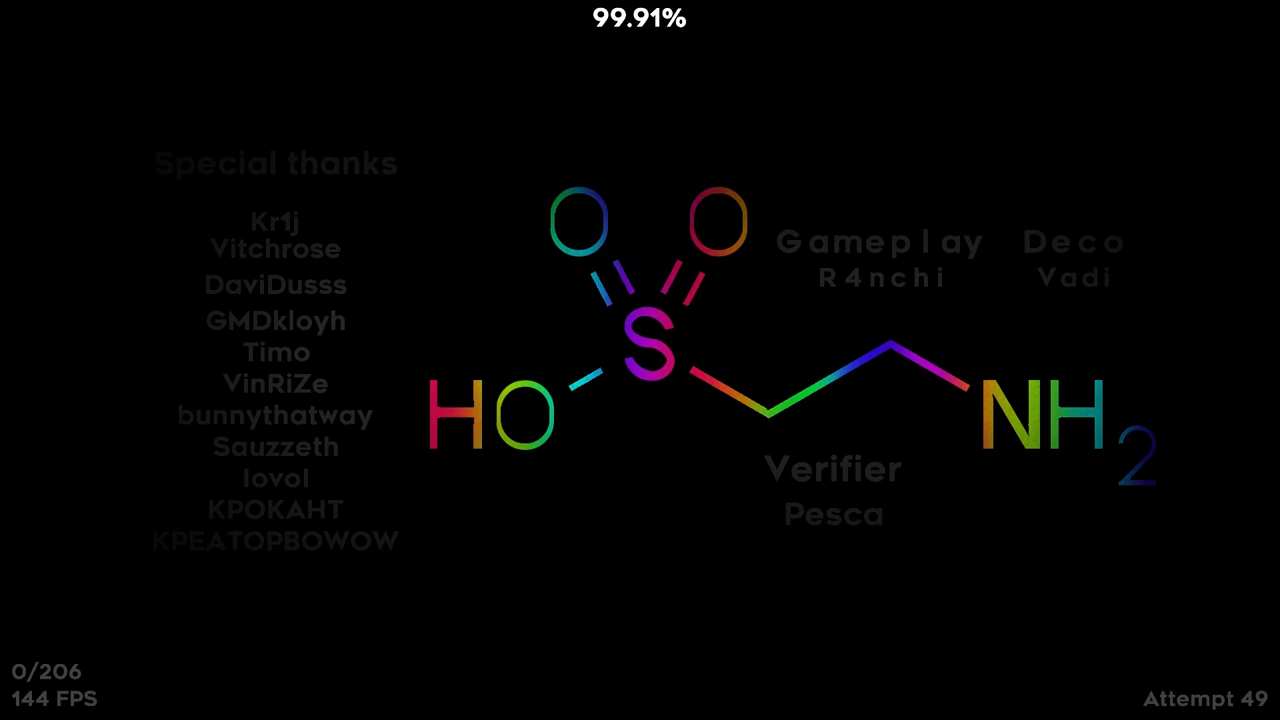 99.91%
Special thanks
Kr1j
Vitchrose
DaviDusss
GMDkloyh
Timo
VinRiZe
bunnythatway
Sauzzeth
lovol
KPOKAHT
KPEATOPBOWOW
O O
S
HO
NH2
Gameplay
R4nchi
Deco
Vadi
Verifier
Pesca
0/206
144 FPS
Attempt 49